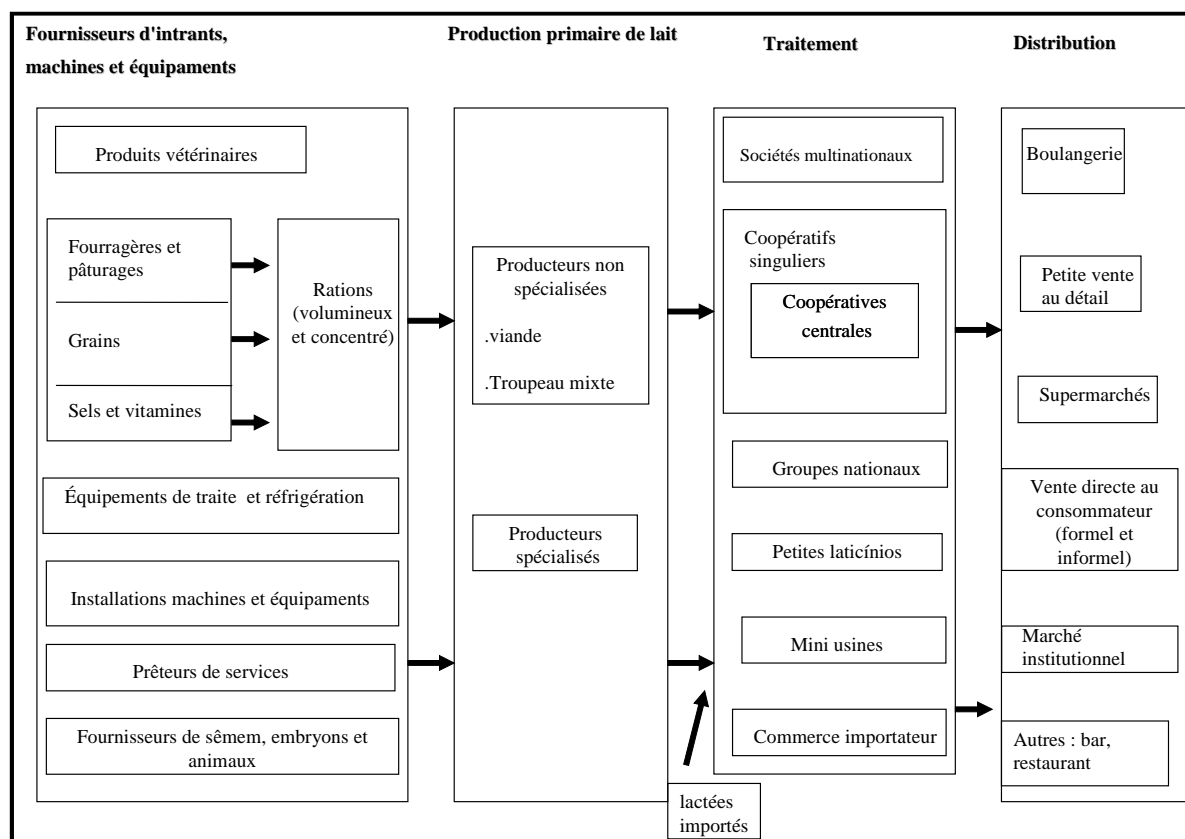 Fournisseurs d'intrants,
machines et équipaments
Production primaire de lait
Traitement
Distribution
Produits vétérinaires
Fourragères et
pâturages
Grains
Sels et vitamines
Rations
(volumineux
et concentré)
Équipements de traite et réfrigération
Installations machines et équipaments
Prêteurs de services
Fournisseurs de sêmem, embryons et
animaux
Producteurs non
spécialisées
.viande
.Troupeau mixte
Producteurs
spécialisés
Sociétés multinationaux
Coopératifs
singuliers
Coopératives
centrales
Groupes nationaux
Petites laticínios
Mini usines
Commerce importateur
lactées
importés
Boulangerie
Petite vente
au détail
Supermarchés
Vente directe au
consommateur
(formel et
informel)
Marché
institutionnel
Autres : bar,
restaurant